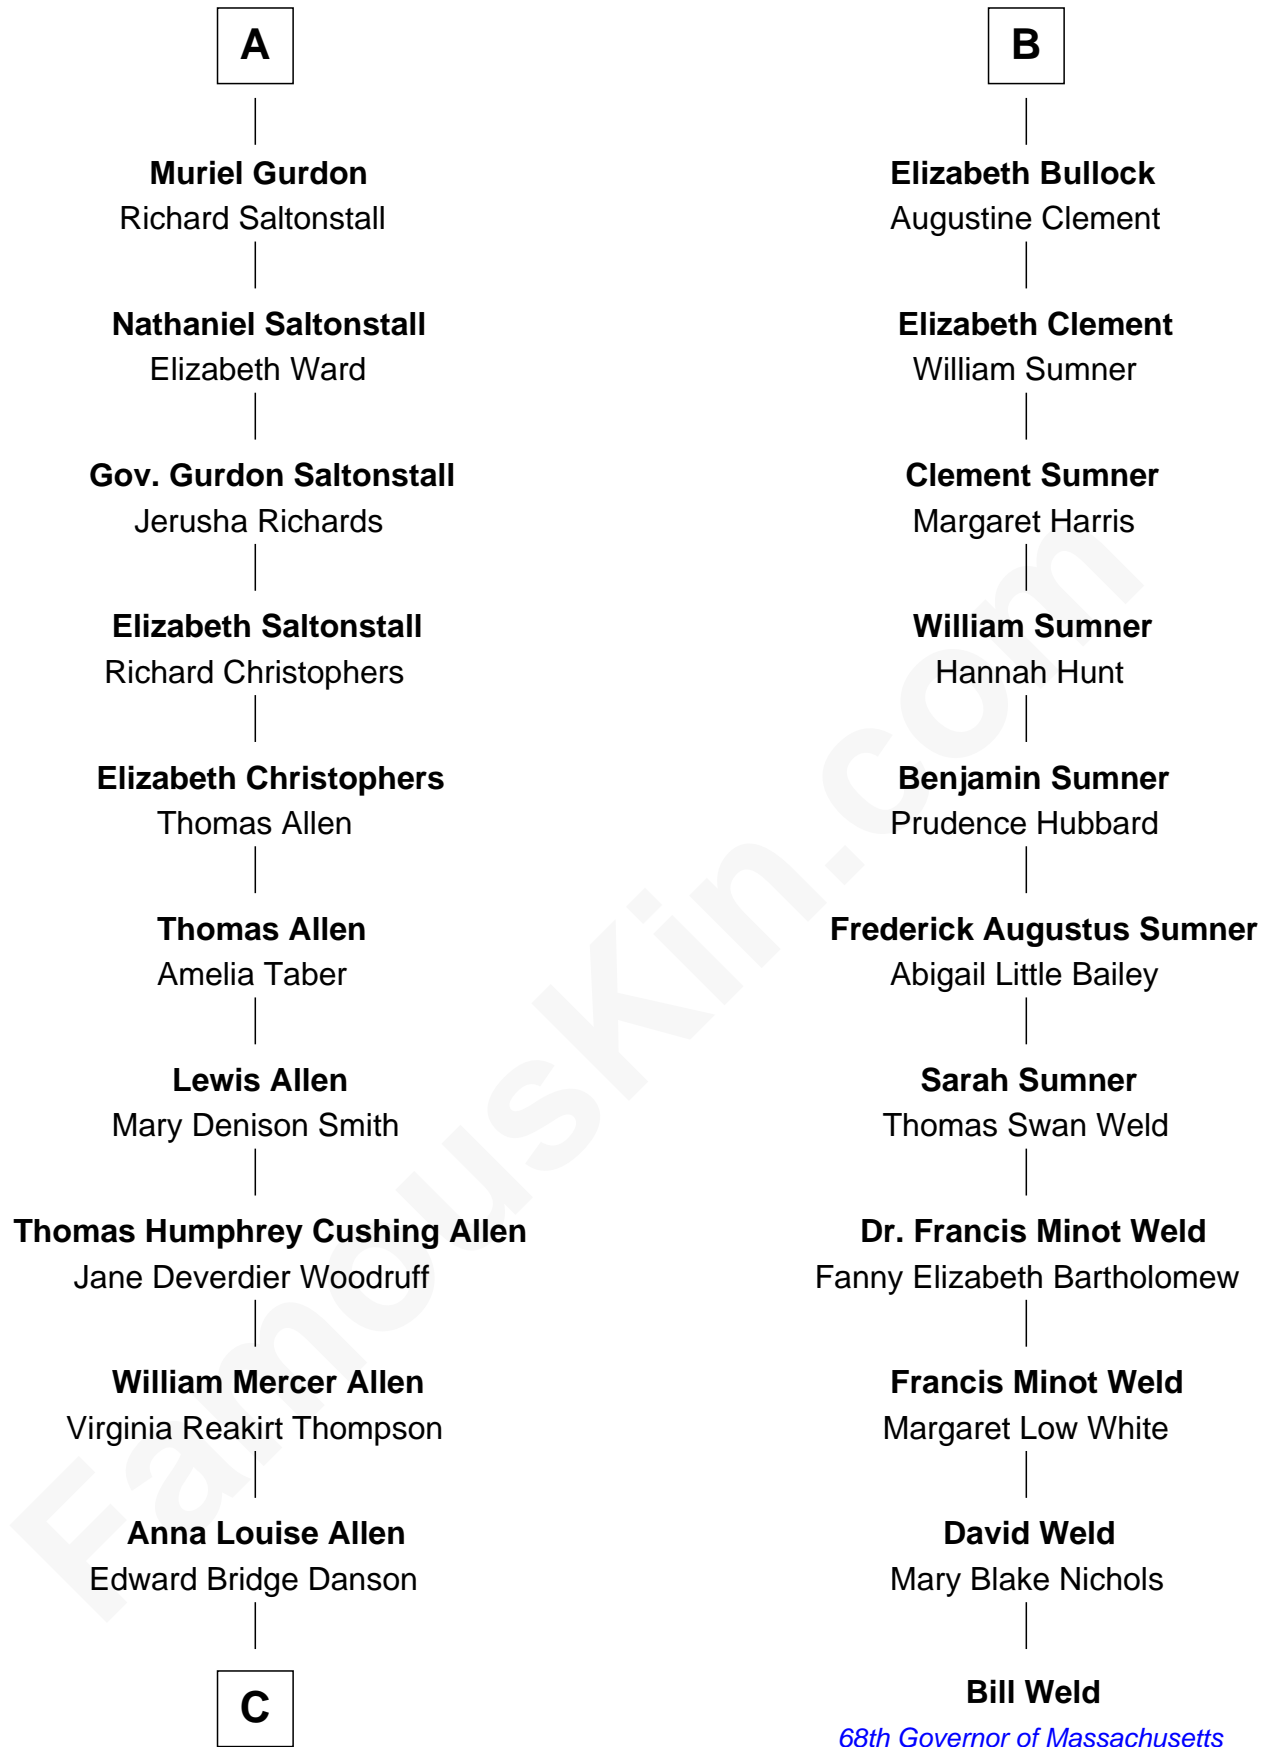 A
Muriel Gurdon
Richard Saltonstall
Nathaniel Saltonstall
Elizabeth Ward
Gov. Gurdon Saltonstall
Jerusha Richards
Elizabeth Saltonstall
Richard Christophers
Elizabeth Christophers
Thomas Allen
Thomas Allen
Amelia Taber
Lewis Allen
Mary Denison Smith
Thomas Humphrey Cushing Allen
Jane Deverdier Woodruff
William Mercer Allen
Virginia Reakirt Thompson
Anna Louise Allen
Edward Bridge Danson
C
B
Elizabeth Bullock
Augustine Clement
Elizabeth Clement
William Sumner
Clement Sumner
Margaret Harris
William Sumner
Hannah Hunt
Benjamin Sumner
Prudence Hubbard
Frederick Augustus Sumner
Abigail Little Bailey
Sarah Sumner
Thomas Swan Weld
Dr. Francis Minot Weld
Fanny Elizabeth Bartholomew
Francis Minot Weld
Margaret Low White
David Weld
Mary Blake Nichols
Bill Weld
68th Governor of Massachusetts
FamousKin.com